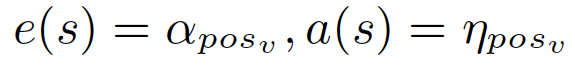 e(s) = α_{pos_v}, a(s) = η_{pos_v}